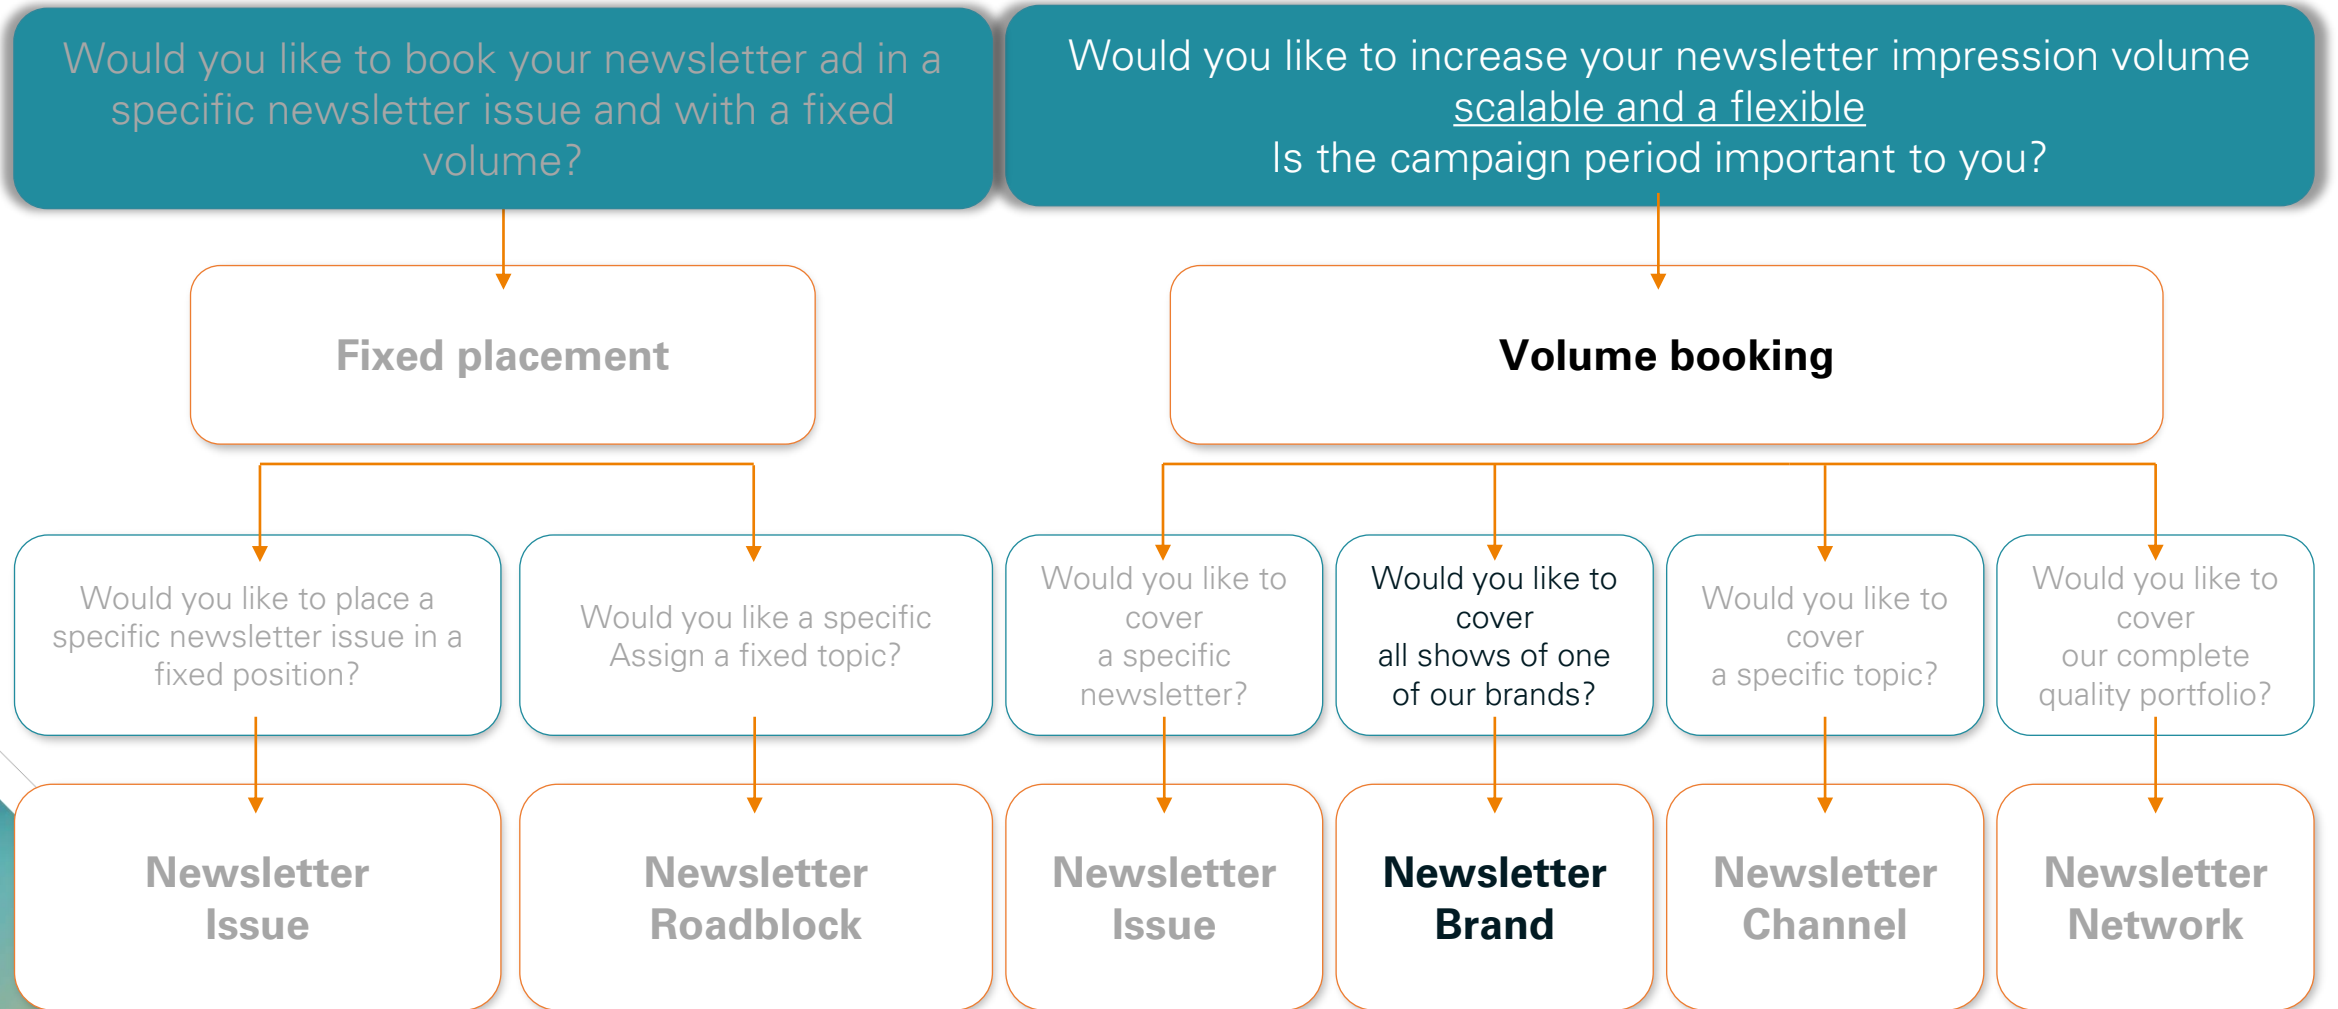 Would you like to book your newsletter ad in a
specific newsletter issue and with a fixed
volume?
Would you like to increase your newsletter impression volume
scalable and a flexible
Is the campaign period important to you?
Fixed placement
Volume booking
Would you like to place a
specific newsletter issue in a
fixed position?
Would you like a specific
Assign a fixed topic?
Would you like to
cover
a specific
newsletter?
Would you like to
cover
all shows of one
of our brands?
Would you like to
cover
a specific topic?
Would you like to
cover
our complete
quality portfolio?
Newsletter
Issue
Newsletter
Roadblock
Newsletter
Issue
Newsletter
Brand
Newsletter
Channel
Newsletter
Network